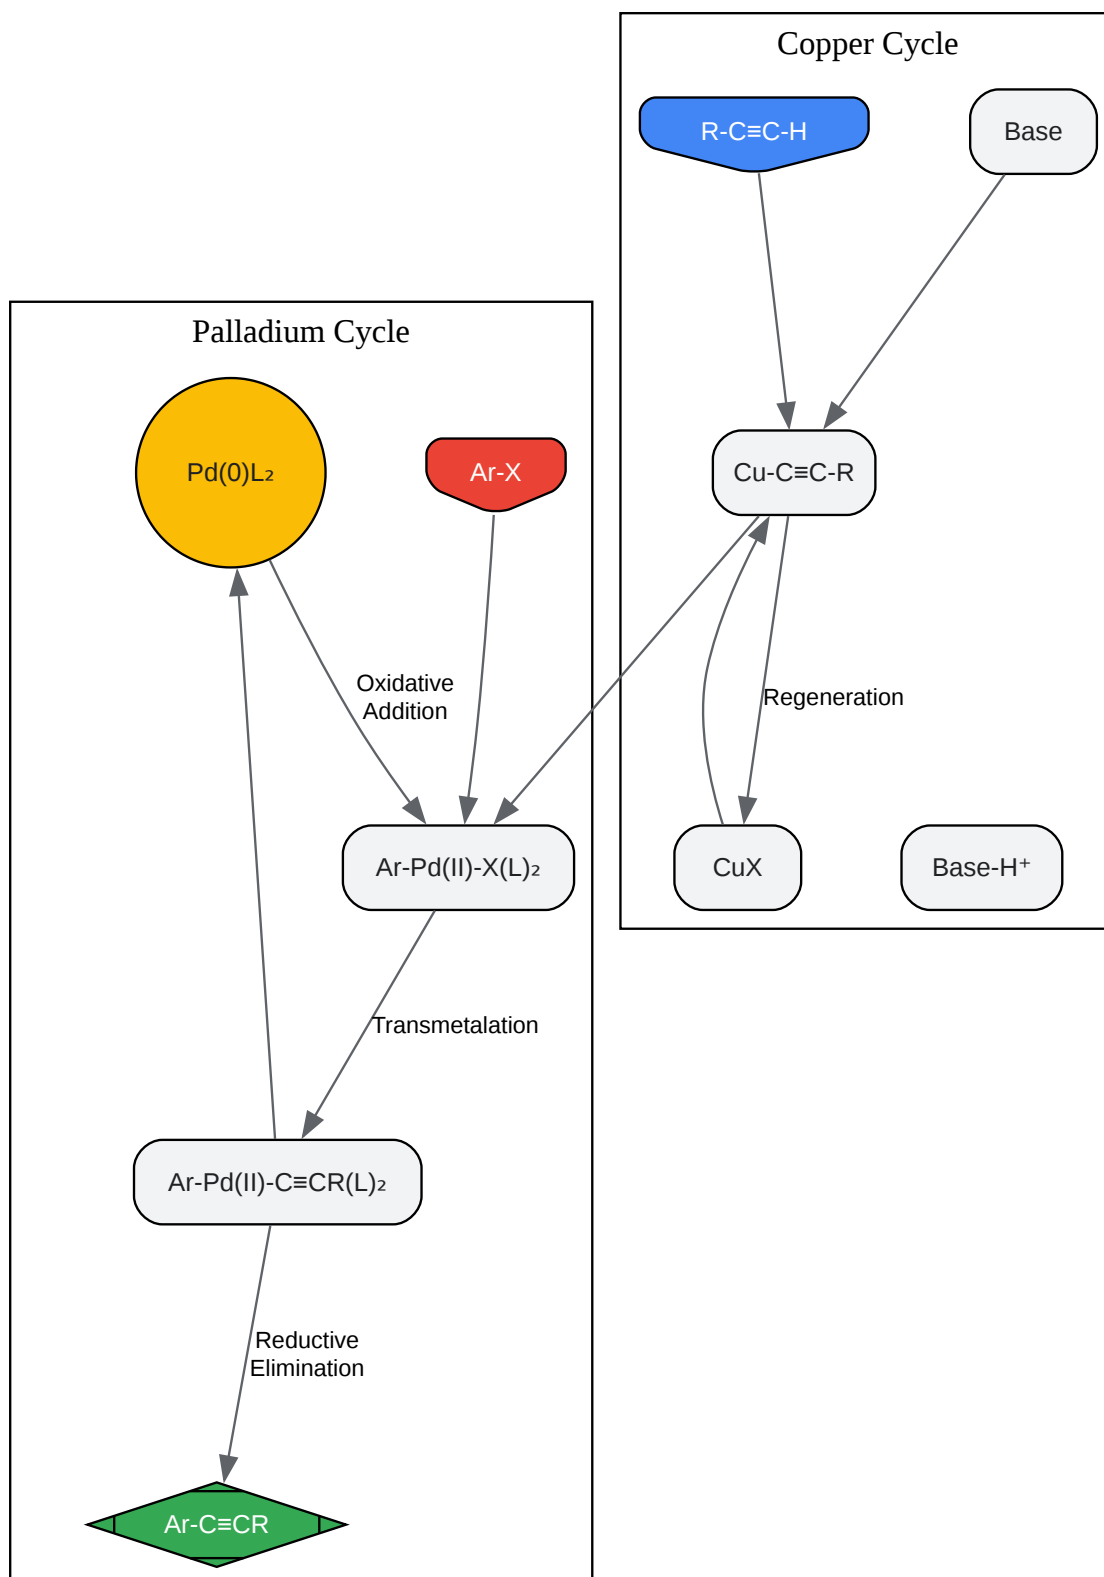 Copper Cycle
R-C≡C-H
Base
Palladium Cycle
Pd(0)L₂
Ar-X
Cu-C≡C-R
Oxidative
Addition
Regeneration
Ar-Pd(II)-X(L)₂
CuX
Base-H⁺
Transmetalation
Ar-Pd(II)-C≡CR(L)₂
Reductive
Elimination
Ar-C≡CR